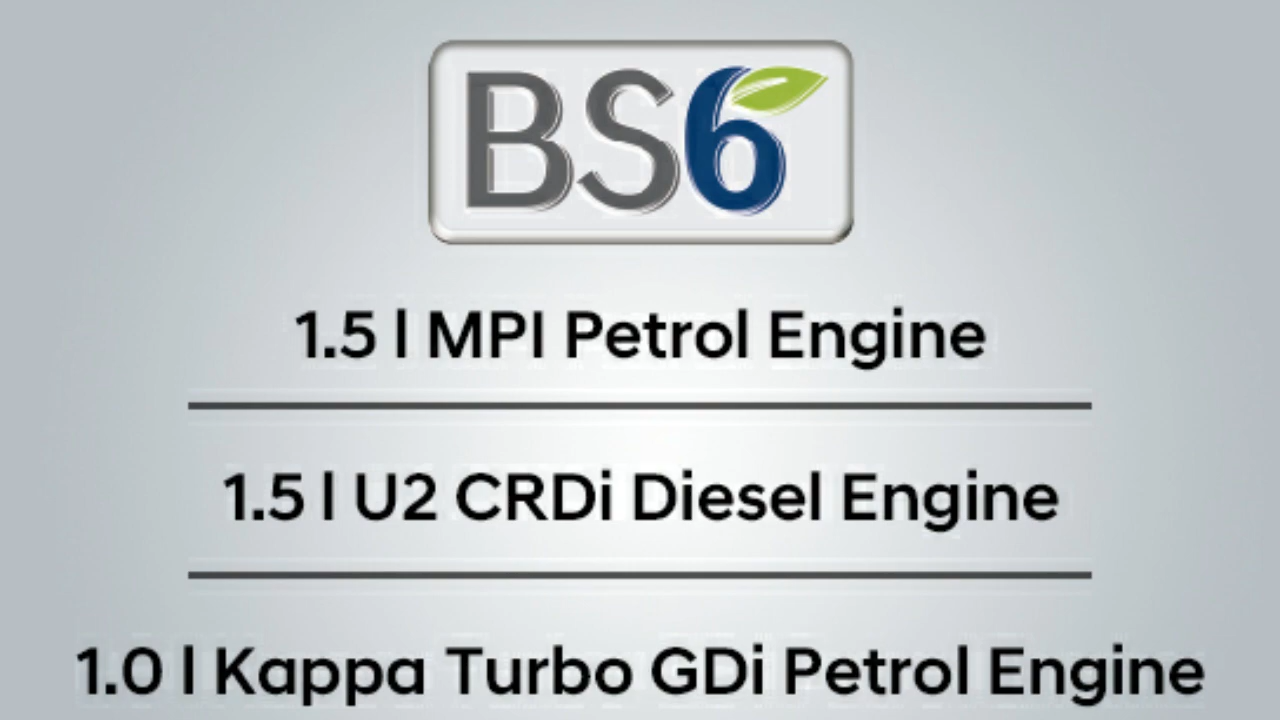 BS6
1.5 l MPI Petrol Engine
1.5 l U2 CRDi Diesel Engine
1.0 l Kappa Turbo GDi Petrol Engine